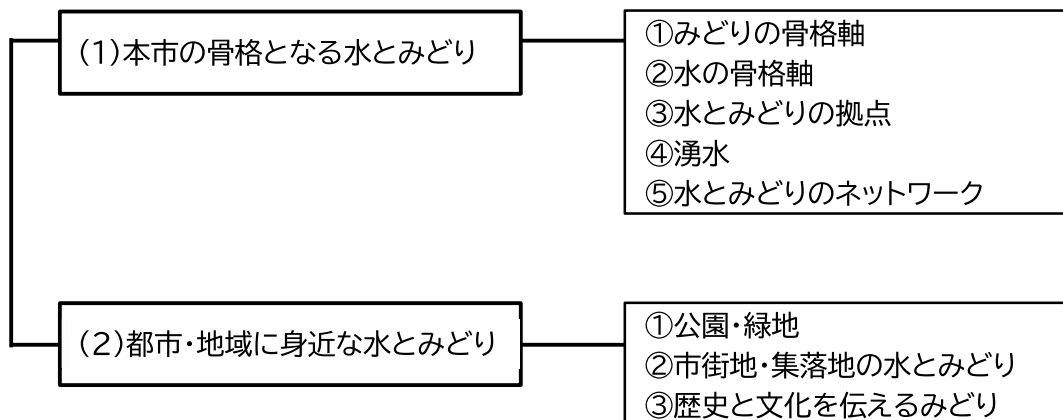 (1)本市の骨格となる水とみどり
①みどりの骨格軸
②水の骨格軸
③水とみどりの拠点
④湧水
⑤水とみどりのネットワーク
(2)都市・地域に身近な水とみどり
①公園・緑地
②市街地・集落地の水とみどり
③歴史と文化を伝えるみどり